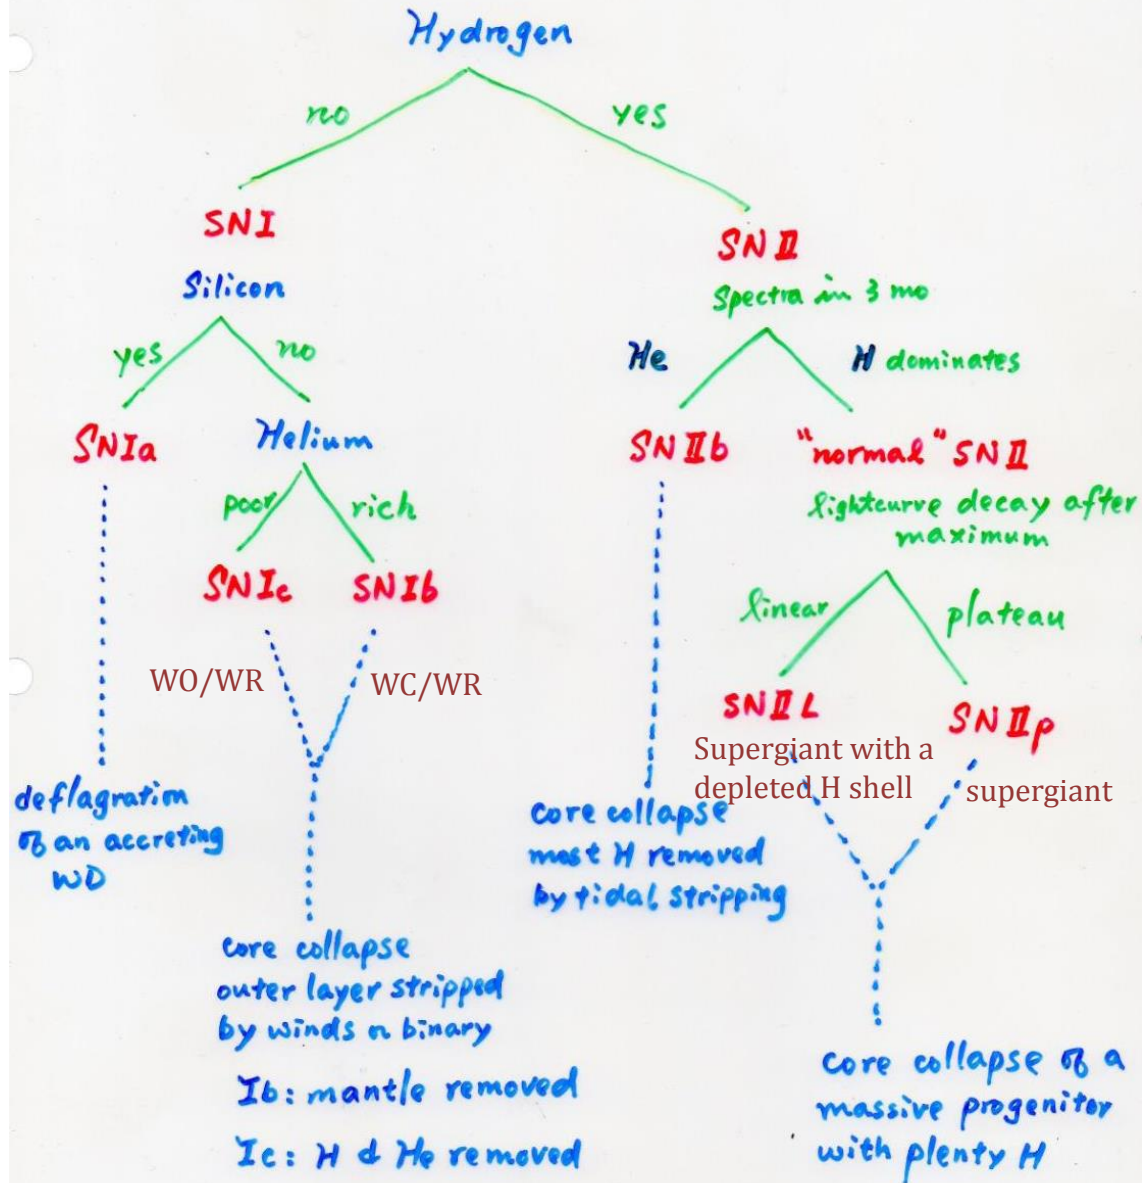 Hydrogen
no
yes
SNI
SNII
Silicon
Spectra in 3 mo
yes
no
He
H dominates
SNIa
Helium
SNIIb
"normal" SNII
poor
rich
lightcurve decay after
maximum
SNIc
SNIb
linear
plateau
WO/WR
WC/WR
SNIIL
SNIIp
Supergiant with a
depleted H shell
supergiant
deflagration
of an accreting
WD
core collapse
most H removed
by tidal stripping
core collapse
outer layer stripped
by winds or binary
Ib: mantle removed
Ic: H & He removed
core collapse of a
massive progenitor
with plenty H